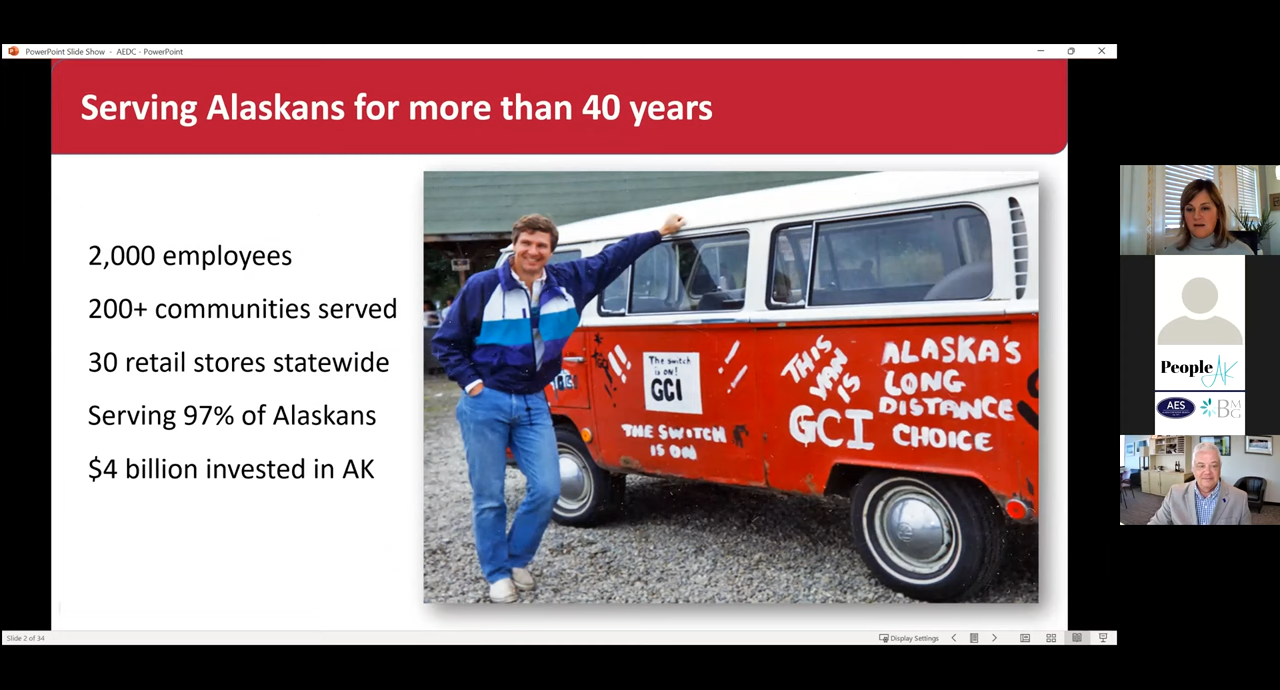 PowerPoint Slide Show - AEDC - PowerPoint
Serving Alaskans for more than 40 years
2,000 employees
200+ communities served
30 retail stores statewide
Serving 97% of Alaskans
$4 billion invested in AK
The switch
is on!
GCI
THE SWITCH
IS ON
THIS
VAN
IS
GCI
ALASKA'S
LONG
DISTANCE
CHOICE
People AK
AES
BMG
Slide 2 of 34
Display Settings